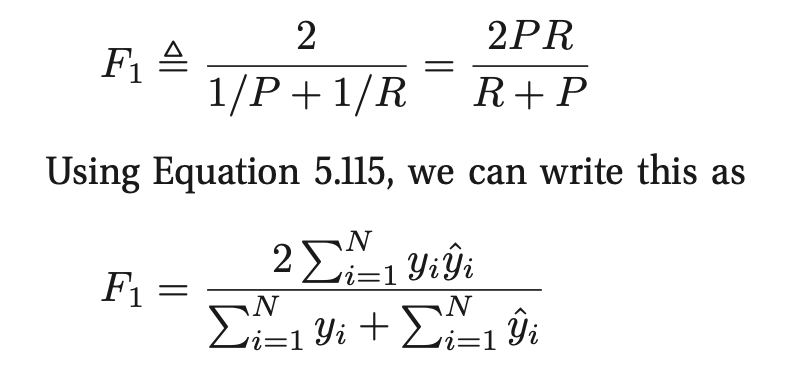 F₁ ≜ 2 / (1/P + 1/R) = 2PR / (R + P)
Using Equation 5.115, we can write this as
F₁ = 2 ∑ᵢ₌₁ᴺ yᵢŷᵢ / (∑ᵢ₌₁ᴺ yᵢ + ∑ᵢ₌₁ᴺ ŷᵢ)